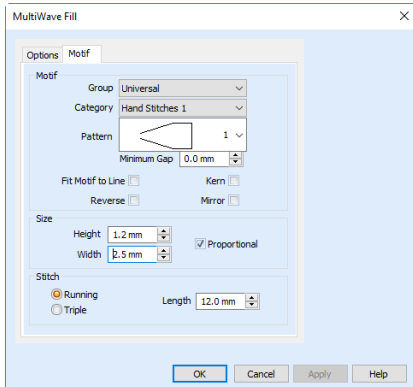 MultiWave Fill
Options Motif
Motif
Group Universal
Category Hand Stitches 1
Pattern 1
Minimum Gap 0.0 mm
Fit Motif to Line Kern
Reverse Mirror
Size
Height 1.2 mm
Proportional
Width 2.5 mm
Stitch
Running
Length 12.0 mm
Triple
OK Cancel Apply Help